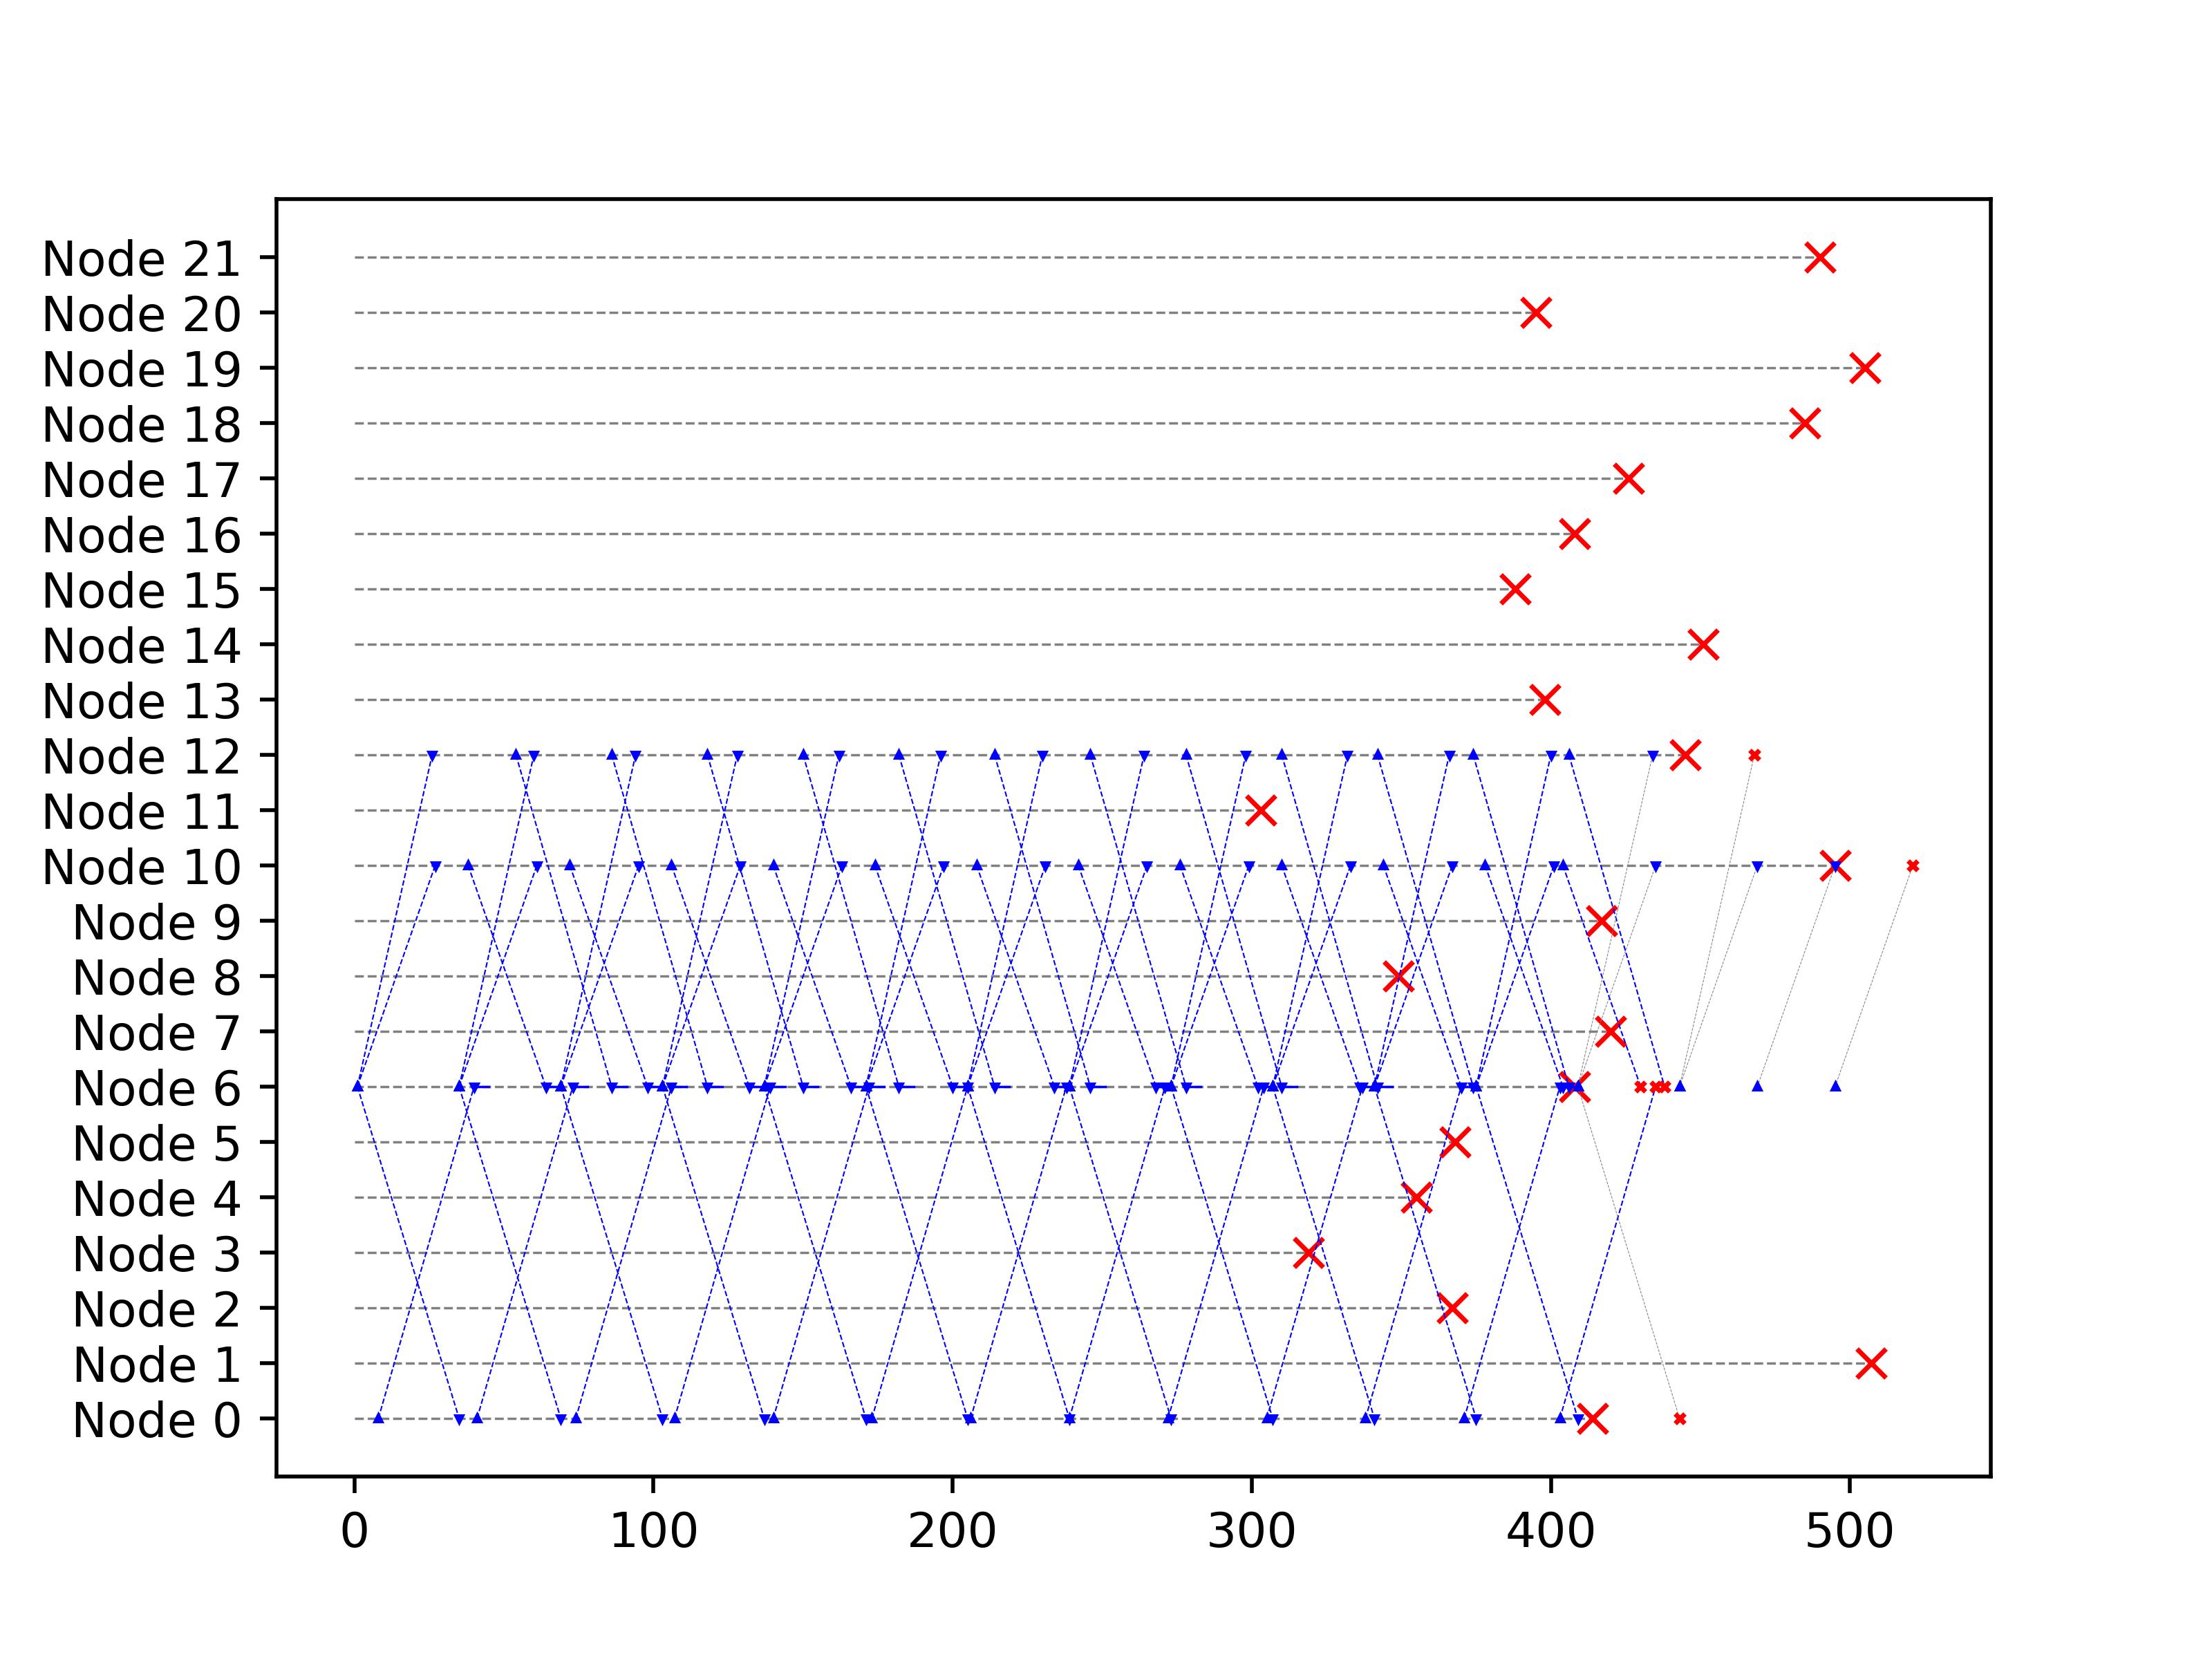 Node 21
Node 20
Node 19
Node 18
Node 17
Node 16
Node 15
Node 14
Node 13
Node 12
Node 11
Node 10
Node 9
Node 8
Node 7
Node 6
Node 5
Node 4
Node 3
Node 2
Node 1
Node 0
0 100 200 300 400 500